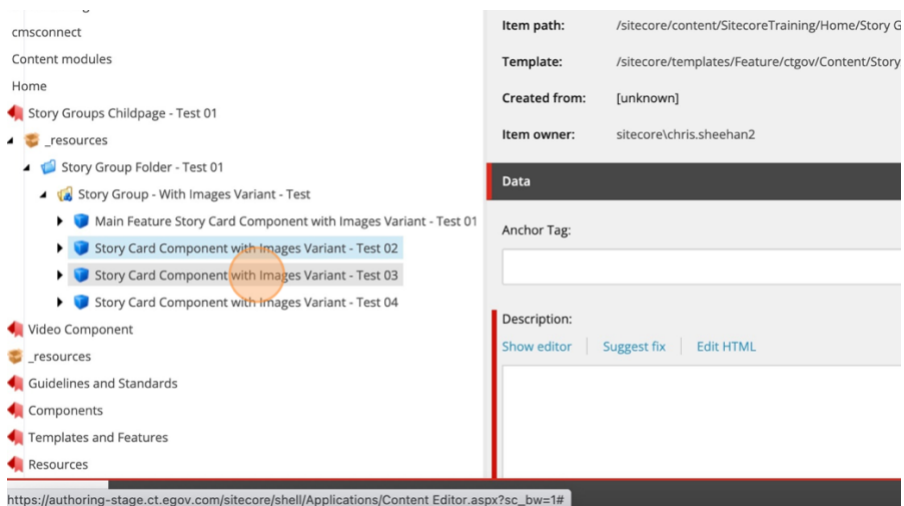 cmsconnect
Content modules
Home
Story Groups Childpage - Test 01
_resources
Story Group Folder - Test 01
Story Group - With Images Variant - Test
Main Feature Story Card Component with Images Variant - Test 01
Story Card Component with Images Variant - Test 02
Story Card Component with Images Variant - Test 03
Story Card Component with Images Variant - Test 04
Video Component
_resources
Guidelines and Standards
Components
Templates and Features
Resources
https://authoring-stage.ct.egov.com/sitecore/shell/Applications/Content Editor.aspx?sc_bw=1#
Item path: /sitecore/content/SitecoreTraining/Home/Story G
Template: /sitecore/templates/Feature/ctgov/Content/Story
Created from: [unknown]
Item owner: sitecore\chris.sheehan2
Data
Anchor Tag:
Description:
Show editor Suggest fix Edit HTML